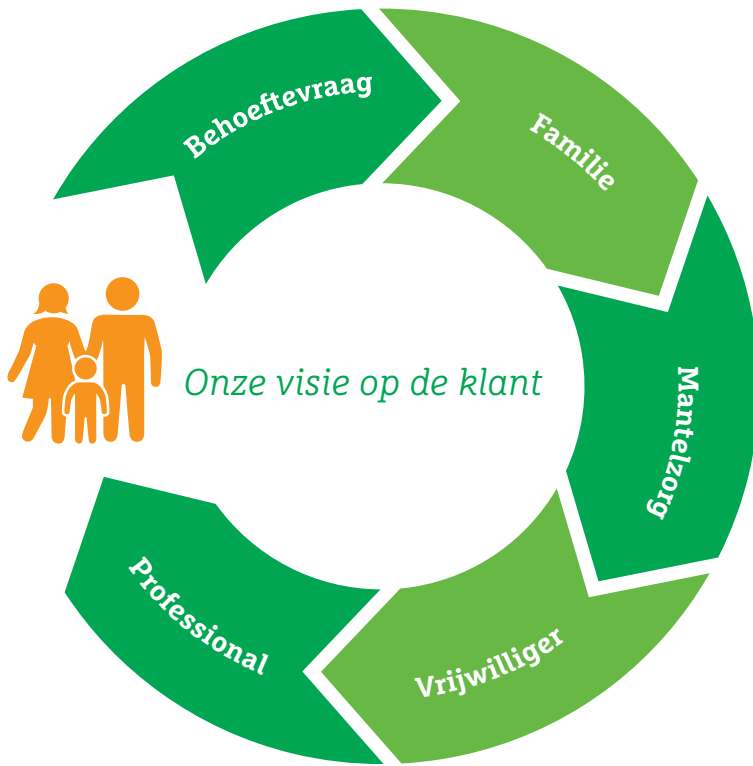 Behoeftevraag
Familie
Mantelzorg
Vrijwilliger
Professional
Onze visie op de klant